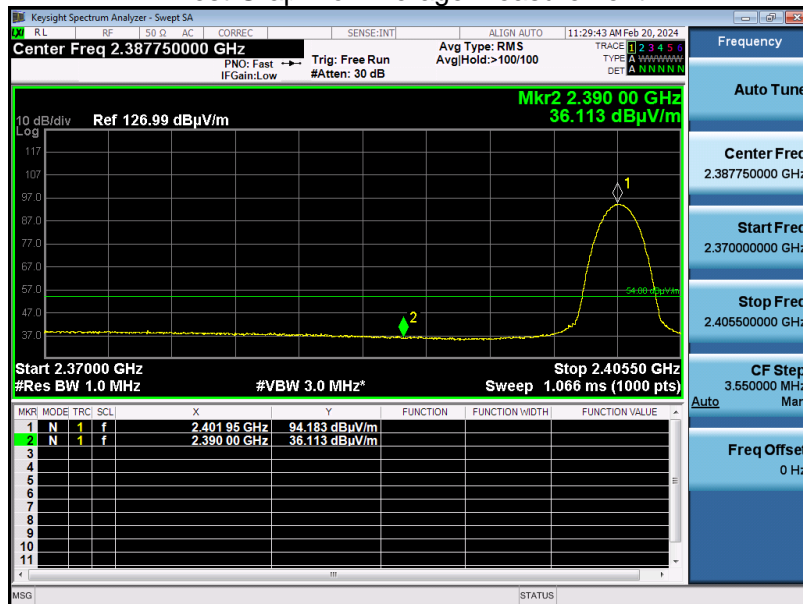 Keysight Spectrum Analyzer - Swept SA
RL RF 50 Ω AC CORREC SENSE:INT ALIGN AUTO 11:29:43 AM Feb 20, 2024
Center Freq 2.387750000 GHz
PNO: Fast
IFGain:Low
Trig: Free Run
#Atten: 30 dB
Avg Type: RMS
Avg|Hold:>100/100
TRACE 1 2 3 4 5 6
TYPE A WWWWW
DET A N N N N N
Mkr2 2.390 00 GHz
36.113 dBµV/m
10 dB/div Ref 126.99 dBµV/m
Log
117
107
97.0
87.0
77.0
67.0
57.0
47.0
37.0
1
2
54.00 dBµV/m
Start 2.37000 GHz Stop 2.40550 GHz
#Res BW 1.0 MHz #VBW 3.0 MHz* Sweep 1.066 ms (1000 pts)
MKR MODE TRC SCL X Y FUNCTION FUNCTION WIDTH FUNCTION VALUE
1 N 1 f 2.401 95 GHz 94.183 dBµV/m
2 N 1 f 2.390 00 GHz 36.113 dBµV/m
3
4
5
6
7
8
9
10
11
MSG STATUS
Frequency
Auto Tune
Center Freq
2.387750000 GHz
Start Freq
2.370000000 GHz
Stop Freq
2.405500000 GHz
CF Step
3.550000 MHz
Auto Man
Freq Offset
0 Hz